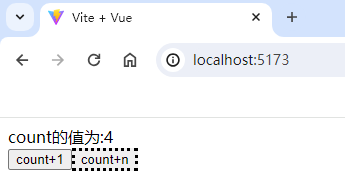 Vite + Vue
localhost:5173
count的值为:4
count+1 count+n